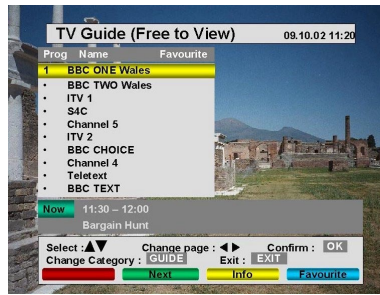 TV Guide (Free to View) 09.10.02 11:20
Prog Name Favourite
1 BBC ONE Wales
• BBC TWO Wales
• ITV 1
• S4C
• Channel 5
• ITV 2
• BBC CHOICE
• Channel 4
• Teletext
• BBC TEXT
Now 11:30 – 12:00
Bargain Hunt
Select :▲▼ Change page : ◀ ▶ Confirm : OK
Change Category : GUIDE Exit : EXIT
Next Info Favourite